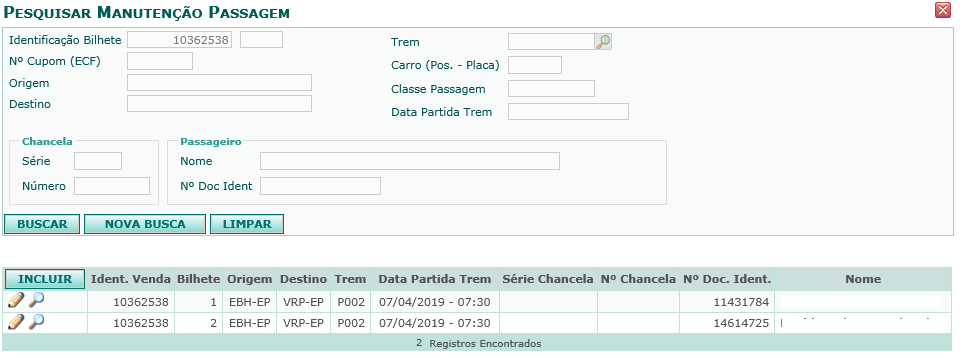 PESQUISAR MANUTENÇÃO PASSAGEM
Identificação Bilhete 10362538
Trem
Nº Cupom (ECF)
Carro (Pos. - Placa)
Origem
Classe Passagem
Destino
Data Partida Trem
Chancela
Passageiro
Série
Nome
Número
Nº Doc Ident
BUSCAR NOVA BUSCA LIMPAR
INCLUIR Ident. Venda Bilhete Origem Destino Trem Data Partida Trem Série Chancela Nº Chancela Nº Doc. Ident. Nome
10362538 1 EBH-EP VRP-EP P002 07/04/2019 - 07:30 11431784
10362538 2 EBH-EP VRP-EP P002 07/04/2019 - 07:30 14614725
2 Registros Encontrados